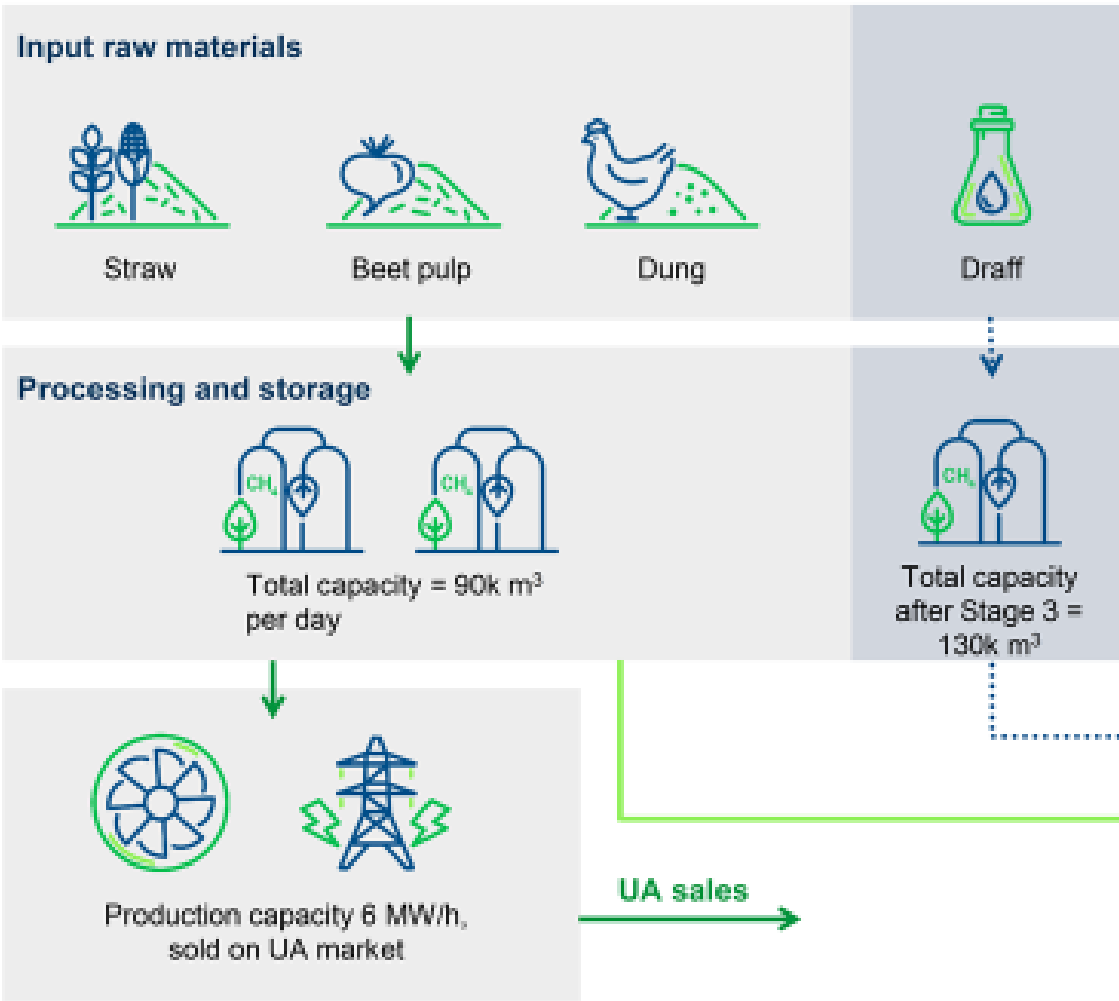 Input raw materials
Straw
Beet pulp
Dung
Draff
Processing and storage
CH₄
CH₄
CH₄
Total capacity = 90k m³
per day
Total capacity
after Stage 3 =
130k m³
Production capacity 6 MW/h,
sold on UA market
UA sales